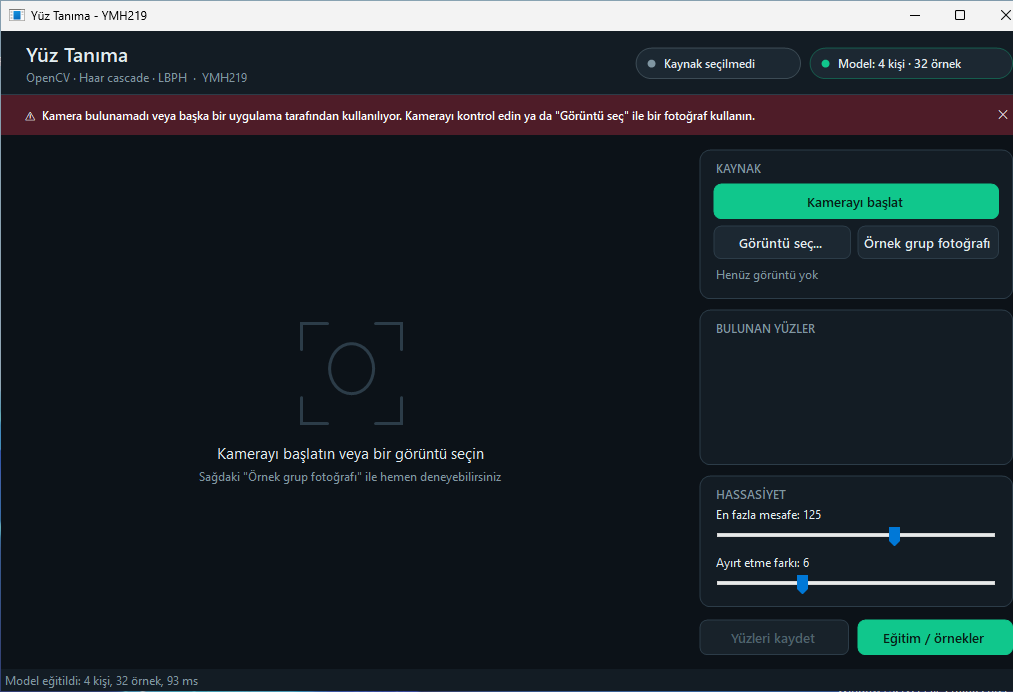 Yüz Tanıma - YMH219
Yüz Tanıma
OpenCV · Haar cascade · LBPH · YMH219
Kaynak seçilmedi
Model: 4 kişi · 32 örnek
⚠ Kamera bulunamadı veya başka bir uygulama tarafından kullanılıyor. Kamerayı kontrol edin ya da "Görüntü seç" ile bir fotoğraf kullanın.
KAYNAK
Kamerayı başlat
Görüntü seç...
Örnek grup fotoğrafı
Henüz görüntü yok
BULUNAN YÜZLER
Kamerayı başlatın veya bir görüntü seçin
Sağdaki "Örnek grup fotoğrafı" ile hemen deneyebilirsiniz
HASSASİYET
En fazla mesafe: 125
Ayırt etme farkı: 6
Yüzleri kaydet
Eğitim / örnekler
Model eğitildi: 4 kişi, 32 örnek, 93 ms